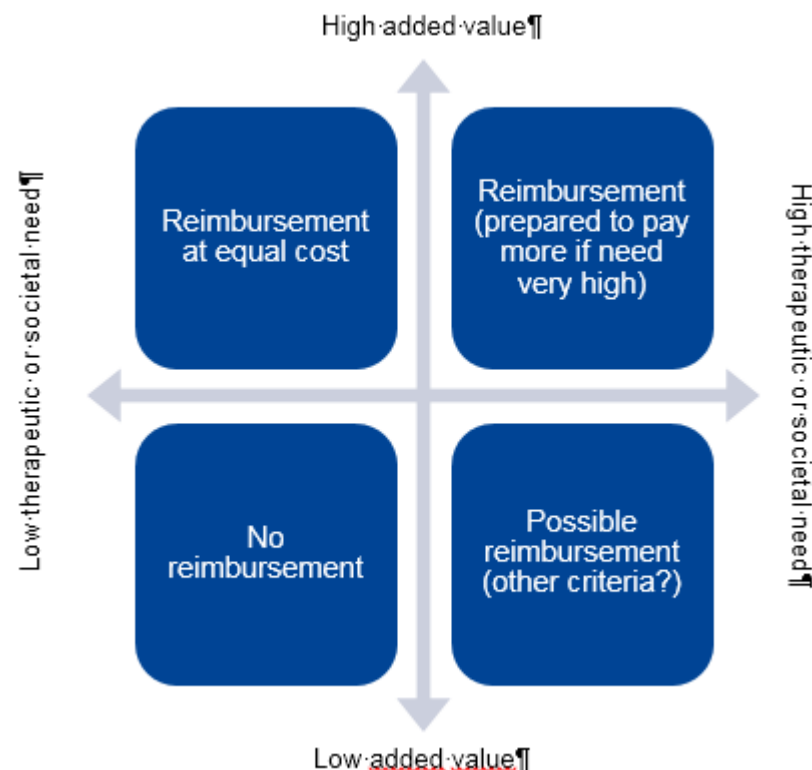 High·added·value¶
Low·therapeutic·or·societal·need¶
Reimbursement
at equal cost
Reimbursement
(prepared to pay
more if need
very high)
High·therapeutic·or·societal·need¶
No
reimbursement
Possible
reimbursement
(other criteria?)
Low·added·value¶